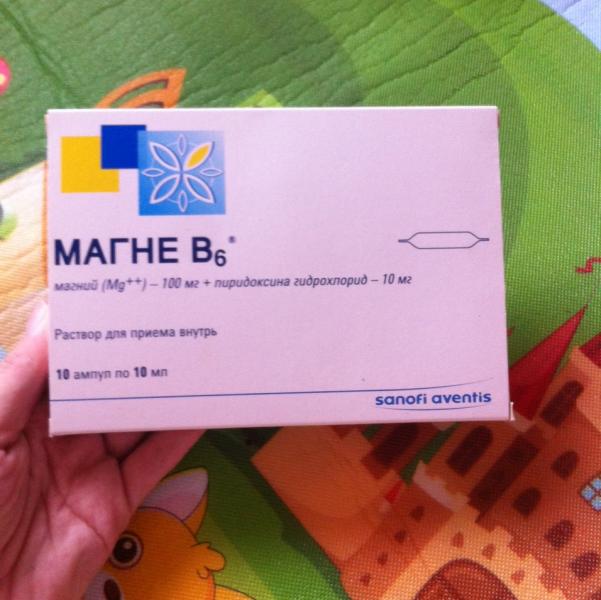 МАГНЕ B₆®
магний (Mg⁺⁺) – 100 мг + пиридоксина гидрохлорид – 10 мг
Раствор для приема внутрь
10 ампул по 10 мл
sanofi aventis